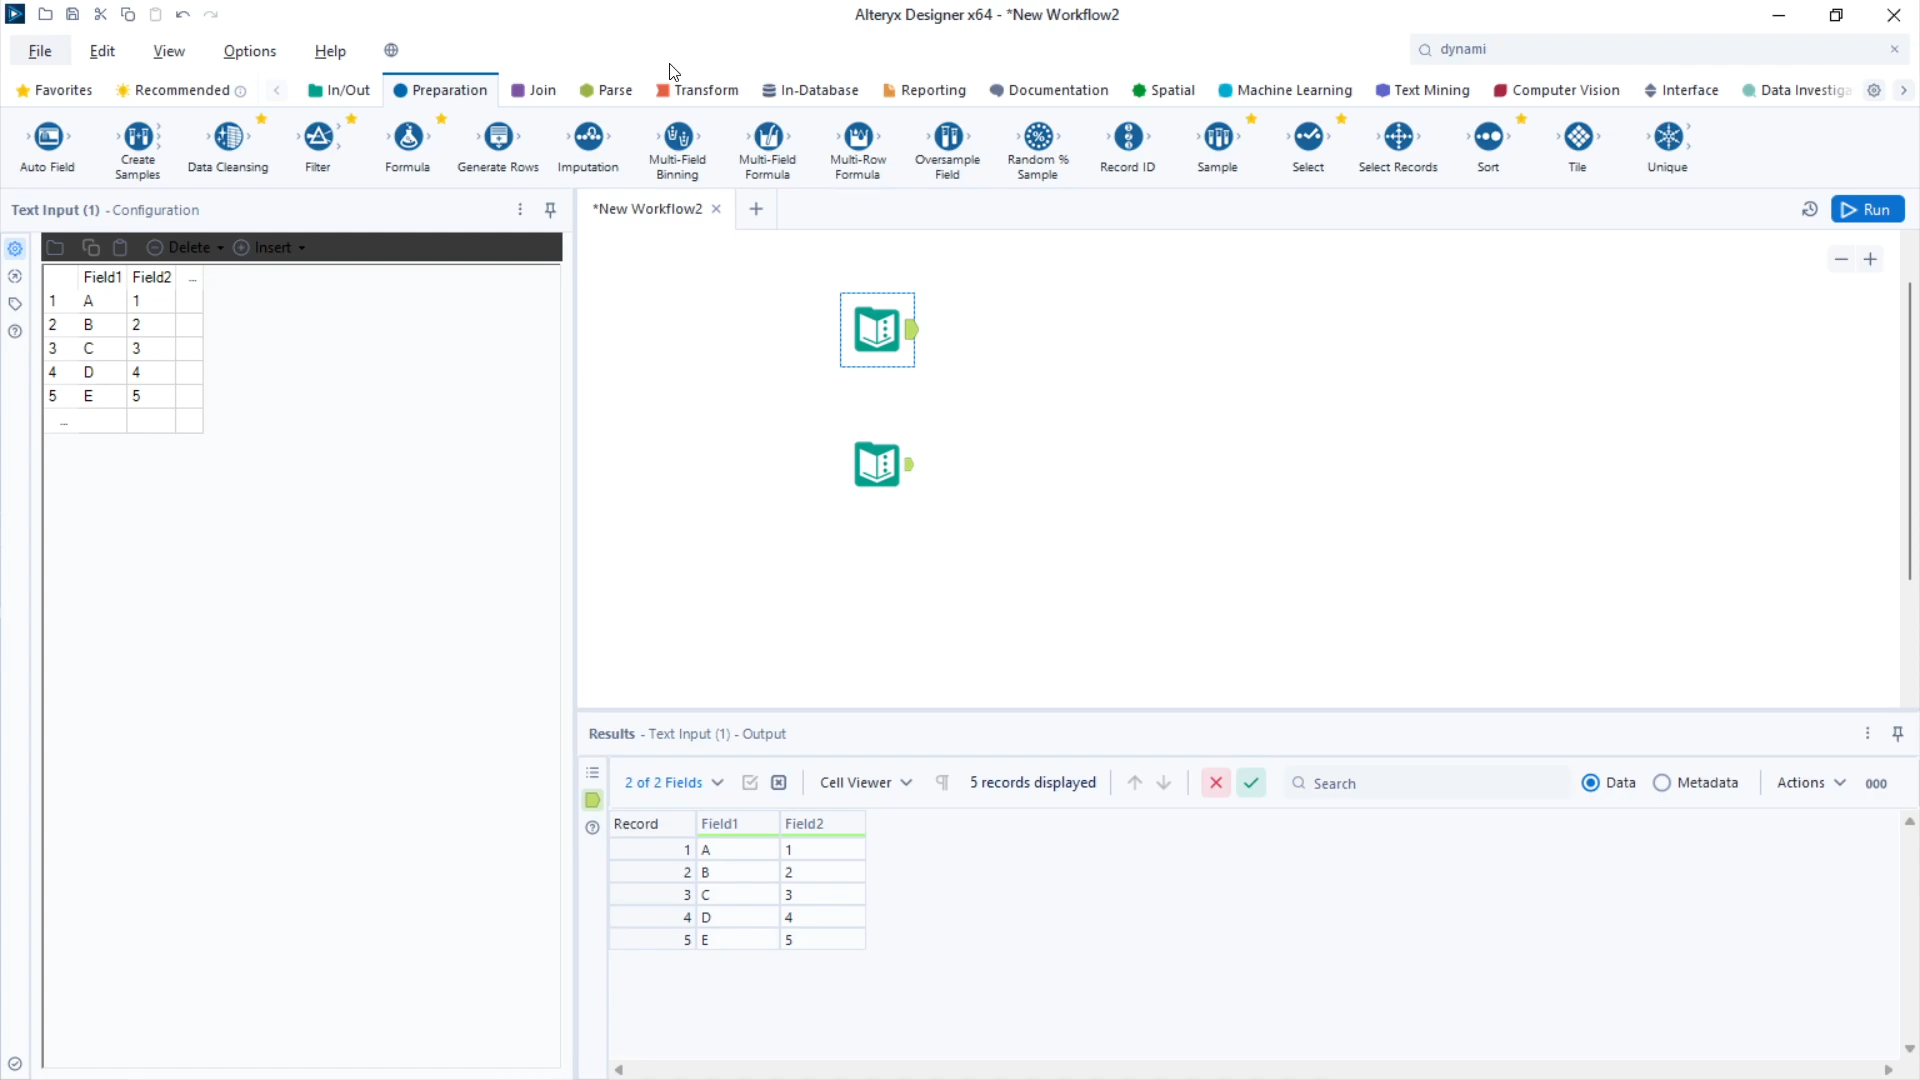 Alteryx Designer x64 - *New Workflow2
File Edit View Options Help
dynami
Favorites Recommended In/Out Preparation Join Parse Transform In-Database Reporting Documentation Spatial Machine Learning Text Mining Computer Vision Interface Data Investiga
Auto Field
Create
Samples
Data Cleansing
Filter
Formula
Generate Rows
Imputation
Multi-Field
Binning
Multi-Field
Formula
Multi-Row
Formula
Oversample
Field
Random %
Sample
Record ID
Sample
Select
Select Records
Sort
Tile
Unique
Text Input (1) - Configuration
*New Workflow2
Run
Delete Insert
Field1 Field2 ...
1 A 1
2 B 2
3 C 3
4 D 4
5 E 5
...
Results - Text Input (1) - Output
2 of 2 Fields Cell Viewer 5 records displayed Search Data Metadata Actions 000
Record Field1 Field2
1 A 1
2 B 2
3 C 3
4 D 4
5 E 5